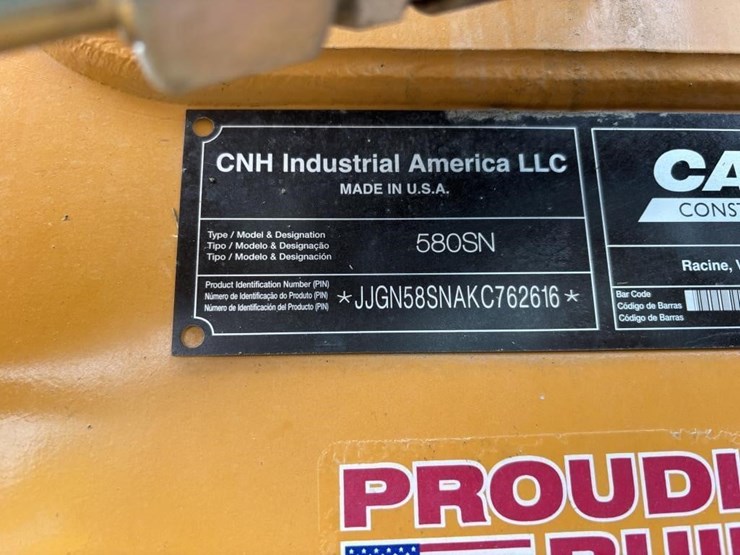 CNH Industrial America LLC
MADE IN U.S.A.
Type / Model & Designation
Tipo / Modelo & Designação
Tipo / Modelo & Designación
580SN
Product Identification Number (PIN)
Número de Identificação do Produto (PIN)
Número de Identificación del Producto (PIN)
*JJGN58SNAKC762616*
CA
CONST
Racine,
Bar Code
Código de Barras
Código de Barras
PROUD